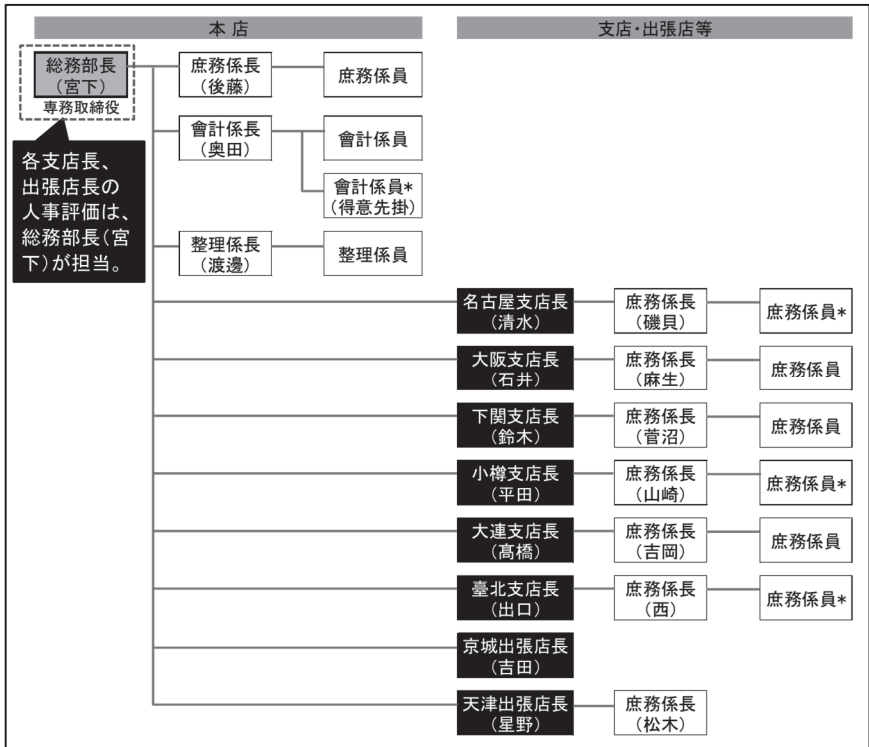 本店
支店・出張店等
総務部長
（宮下）
専務取締役
庶務係長
（後藤）
庶務係員
會計係長
（奥田）
會計係員
會計係員*
（得意先掛）
各支店長、
出張店長の
人事評価は、
総務部長（宮
下）が担当。
整理係長
（渡邊）
整理係員
名古屋支店長
（清水）
庶務係長
（磯貝）
庶務係員*
大阪支店長
（石井）
庶務係長
（麻生）
庶務係員
下関支店長
（鈴木）
庶務係長
（菅沼）
庶務係員
小樽支店長
（平田）
庶務係長
（山崎）
庶務係員*
大連支店長
（髙橋）
庶務係長
（吉岡）
庶務係員
臺北支店長
（出口）
庶務係長
（西）
庶務係員*
京城出張店長
（吉田）
天津出張店長
（星野）
庶務係長
（松木）